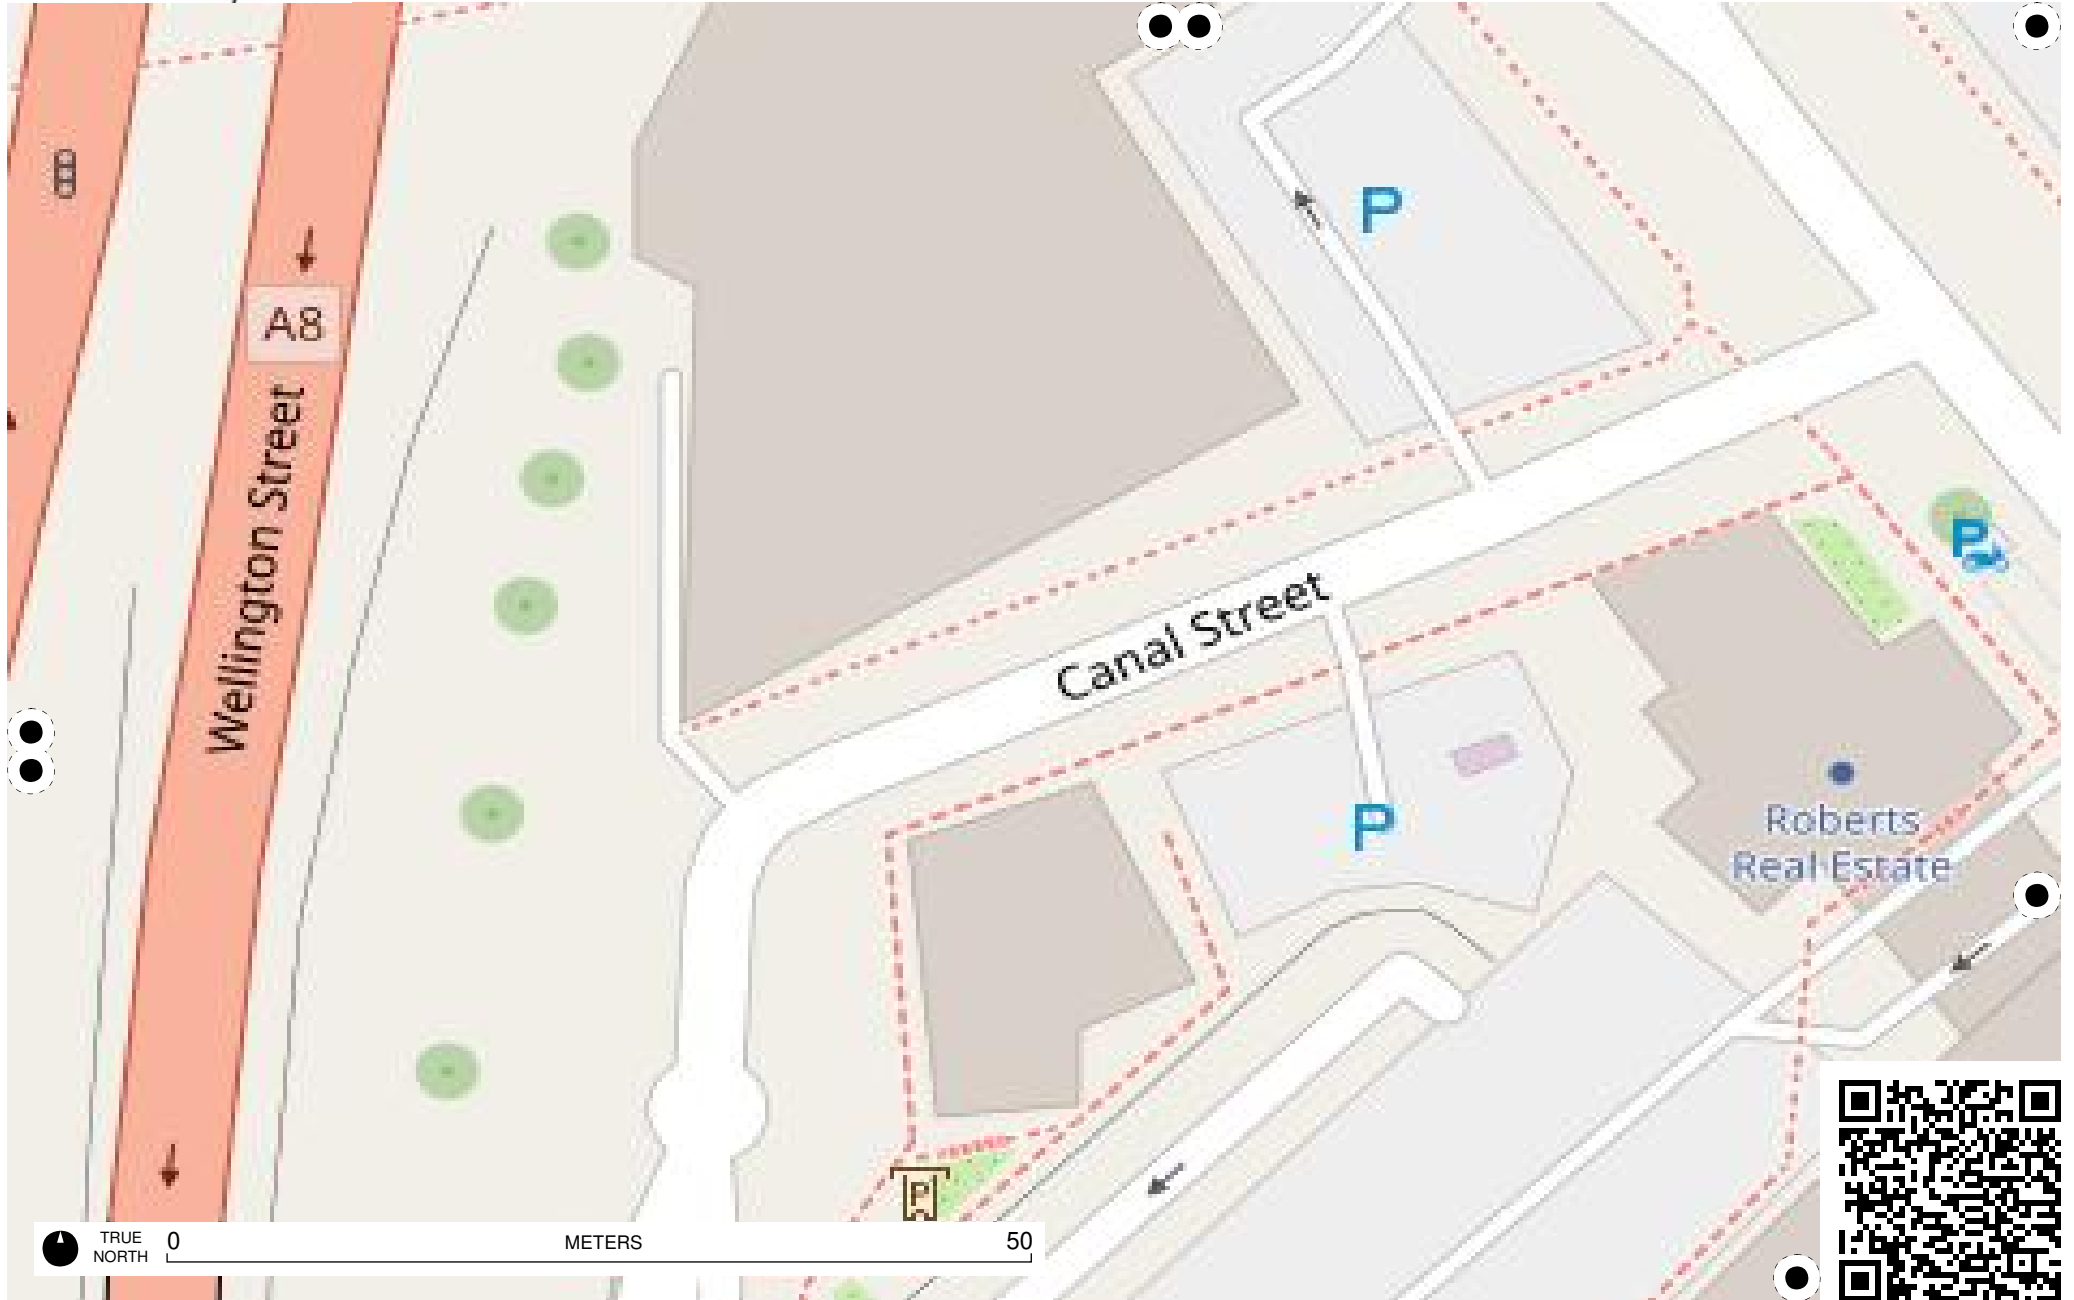 P
A8
Wellington Street
Canal Street
P
P
Roberts
Real Estate
P
TRUE
NORTH
0
METERS
50